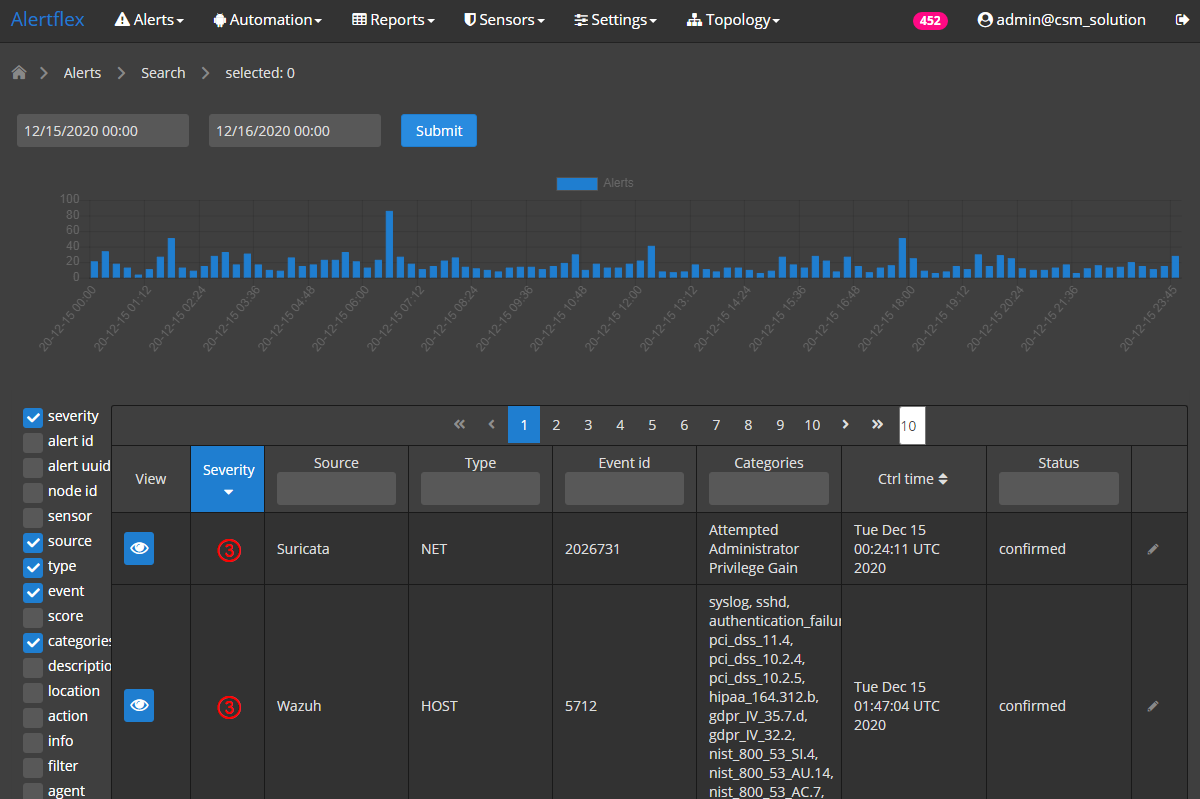 Alertflex Alerts Automation Reports Sensors Settings Topology 452 admin@csm_solution
Alerts Search selected: 0
12/15/2020 00:00 12/16/2020 00:00 Submit
Alerts
100
80
60
40
20
0
20-12-15 00:00 20-12-15 01:12 20-12-15 02:24 20-12-15 03:36 20-12-15 04:48 20-12-15 06:00 20-12-15 07:12 20-12-15 08:24 20-12-15 09:36 20-12-15 10:48 20-12-15 12:00 20-12-15 13:12 20-12-15 14:24 20-12-15 15:36 20-12-15 16:48 20-12-15 18:00 20-12-15 19:12 20-12-15 20:24 20-12-15 21:36 20-12-15 23:45
severity
alert id
alert uuid
node id
sensor
source
type
event
score
categories
descriptio
location
action
info
filter
agent
« ‹ 1 2 3 4 5 6 7 8 9 10 › » 10
View Severity Source Type Event id Categories Ctrl time Status
3 Suricata NET 2026731
Attempted
Administrator
Privilege Gain
Tue Dec 15
00:24:11 UTC
2020
confirmed
3 Wazuh HOST 5712
syslog, sshd,
authentication_failur
pci_dss_11.4,
pci_dss_10.2.4,
pci_dss_10.2.5,
hipaa_164.312.b,
gdpr_IV_35.7.d,
gdpr_IV_32.2,
nist_800_53_SI.4,
nist_800_53_AU.14,
nist_800_53_AC.7,
Tue Dec 15
01:47:04 UTC
2020
confirmed